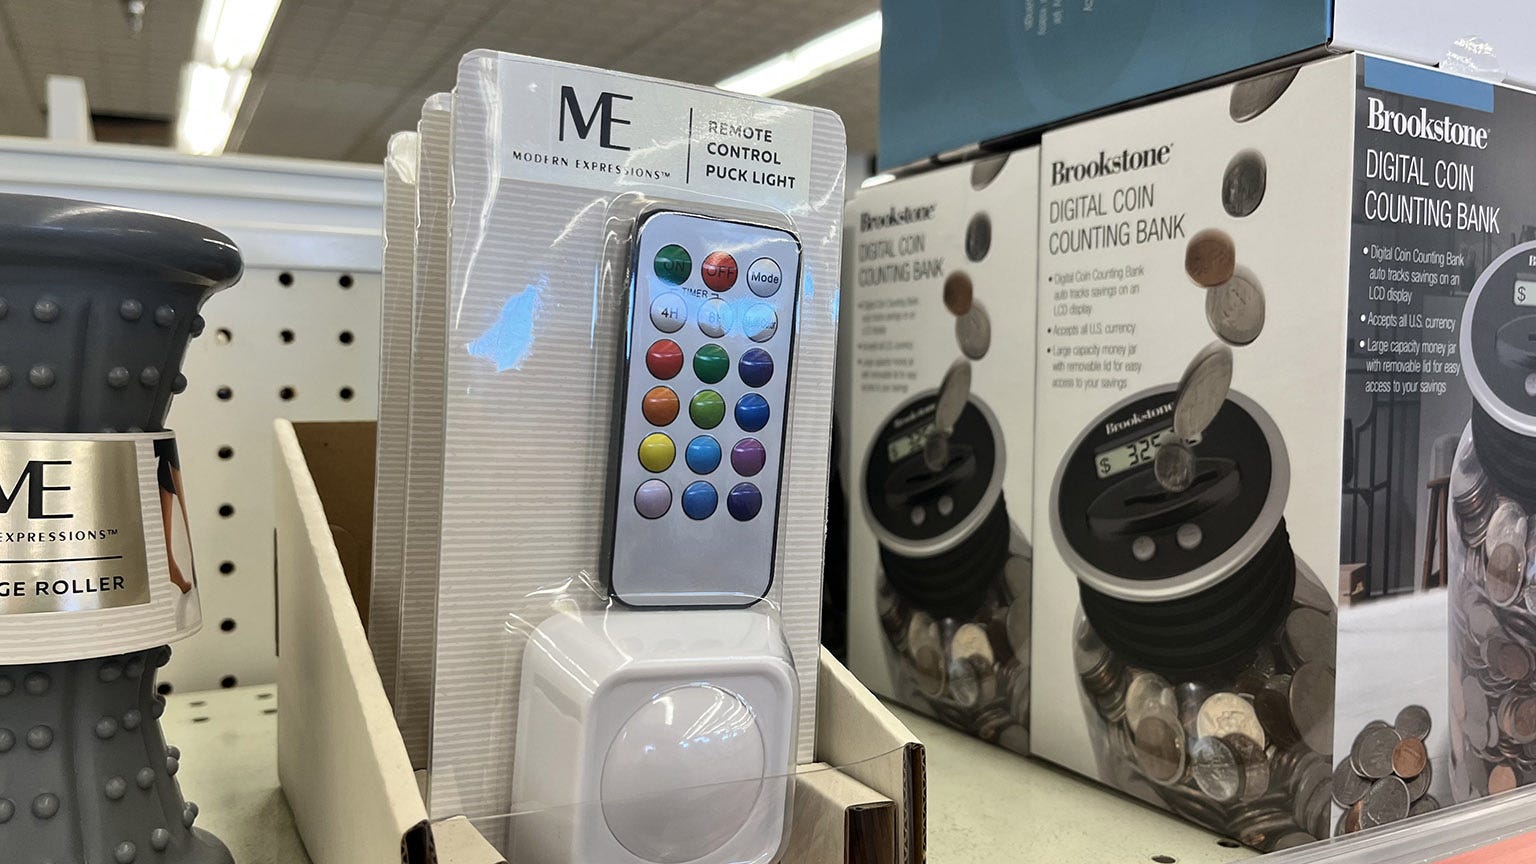 ME
EXPRESSIONS™
GE ROLLER
ME
MODERN EXPRESSIONS™
REMOTE
CONTROL
PUCK LIGHT
ON
OFF
Mode
TIMER
4H
8H
Brookstone
DIGITAL COIN
COUNTING BANK
Brookstone®
DIGITAL COIN
COUNTING BANK
• Digital Coin Counting Bank
auto tracks savings on an
LCD display
• Accepts all U.S. currency
• Large capacity money jar
with removable lid for easy
access to your savings
Brookstone
$ 325
Brookstone®
DIGITAL COIN
COUNTING BANK
• Digital Coin Counting Bank
auto tracks savings on an
LCD display
• Accepts all U.S. currency
• Large capacity money jar
with removable lid for easy
access to your savings
$